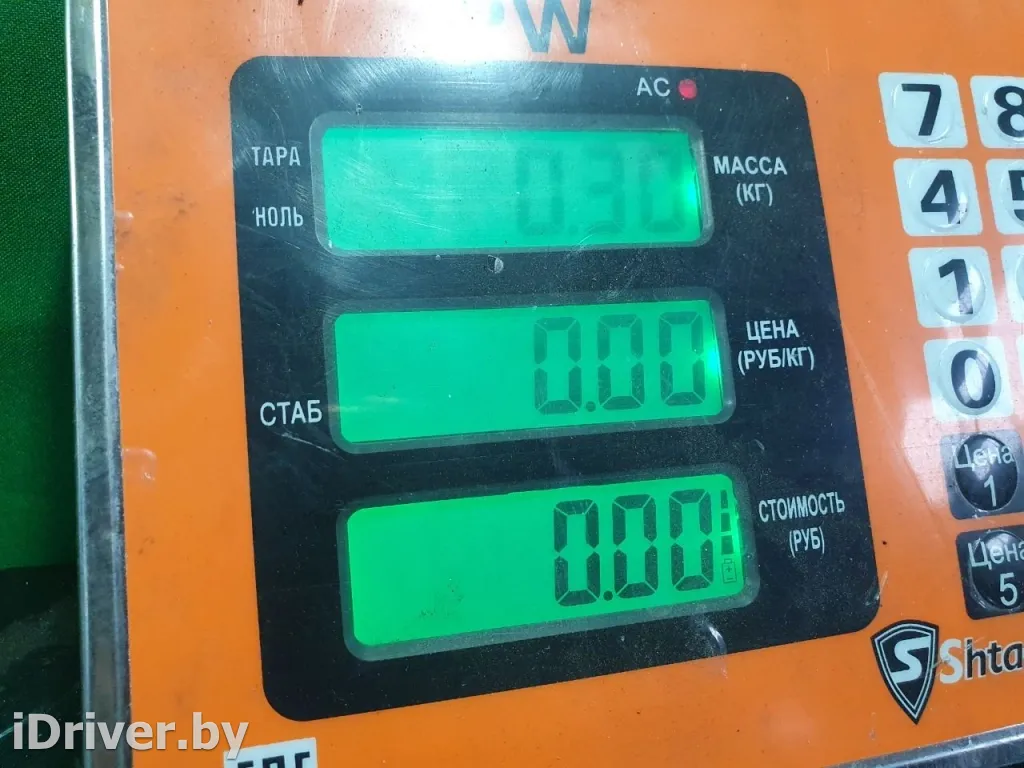 W
AC
ТАРА
НОЛЬ
0.30
МАССА
(КГ)
7
8
4
5
1
0
0.00
ЦЕНА
(РУБ/КГ)
СТАБ
0.00
СТОИМОСТЬ
(РУБ)
Цена
1
Цена
5
S Shta
iDriver.by